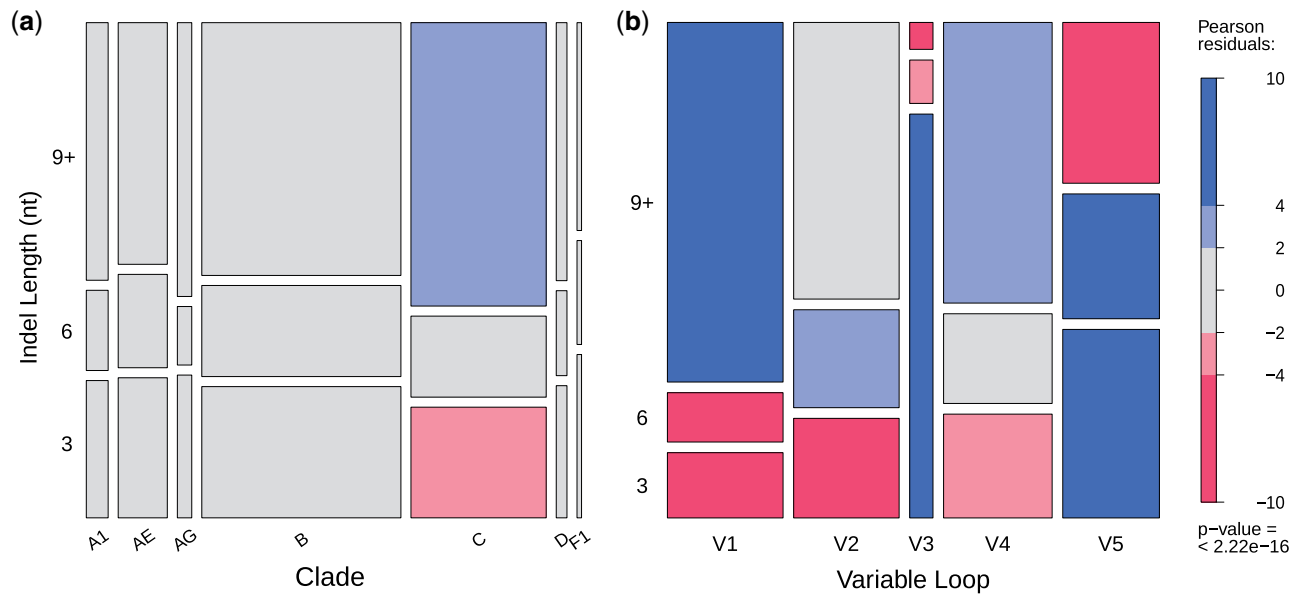 (a)
Indel Length (nt)
9+
6
3
A1
AE
AG
B
C
D
F1
Clade
(b)
9+
6
3
V1
V2
V3
V4
V5
Variable Loop
Pearson
residuals:
10
4
2
0
−2
−4
−10
p−value =
< 2.22e−16